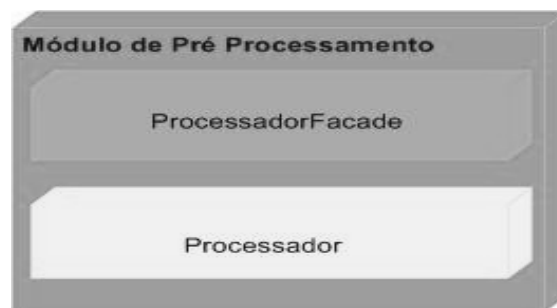 Módulo de Pré Processamento
ProcessadorFacade
Processador